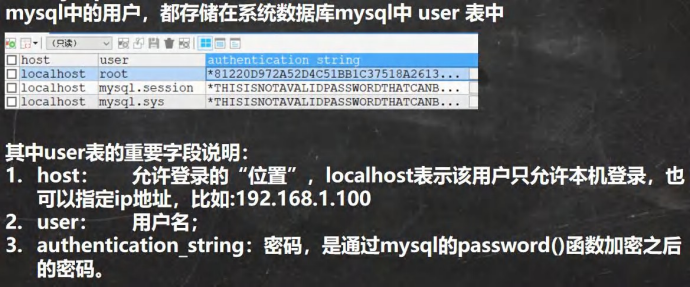 mysql中的用户，都存储在系统数据库mysql中 user 表中
(只读)
host user authentication_string
localhost root *81220D972A52D4C51BB1C37518A2613...
localhost mysql.session *THISISNOTAVALIDPASSWORDTHATCANB...
localhost mysql.sys *THISISNOTAVALIDPASSWORDTHATCANB...
其中user表的重要字段说明：
1. host： 允许登录的“位置”，localhost表示该用户只允许本机登录，也
可以指定ip地址，比如:192.168.1.100
2. user： 用户名；
3. authentication_string：密码，是通过mysql的password()函数加密之后
的密码。